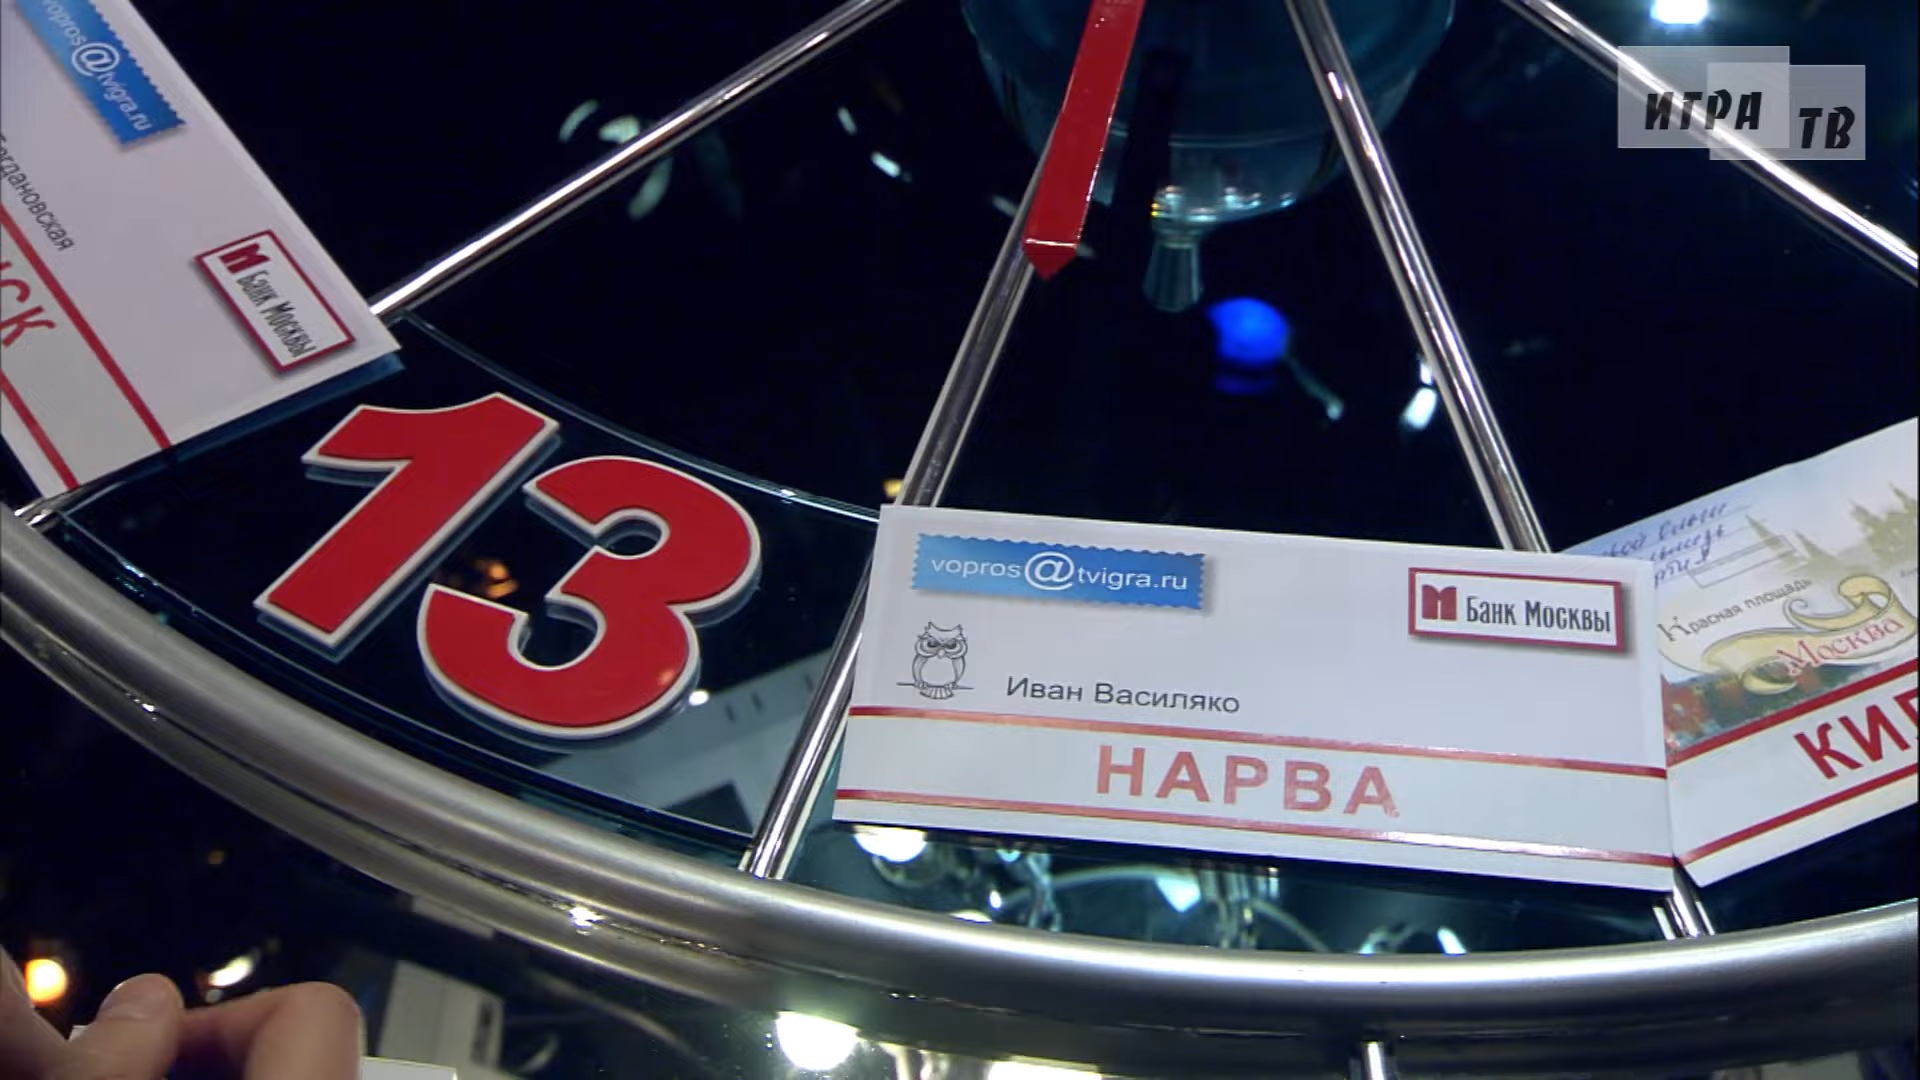 vopros@tvigra.ru
Богдановская
Банк Москвы
ИГРА ТВ
13
vopros@tvigra.ru
Банк Москвы
Иван Василяко
НАРВА
Красная площадь
Москва